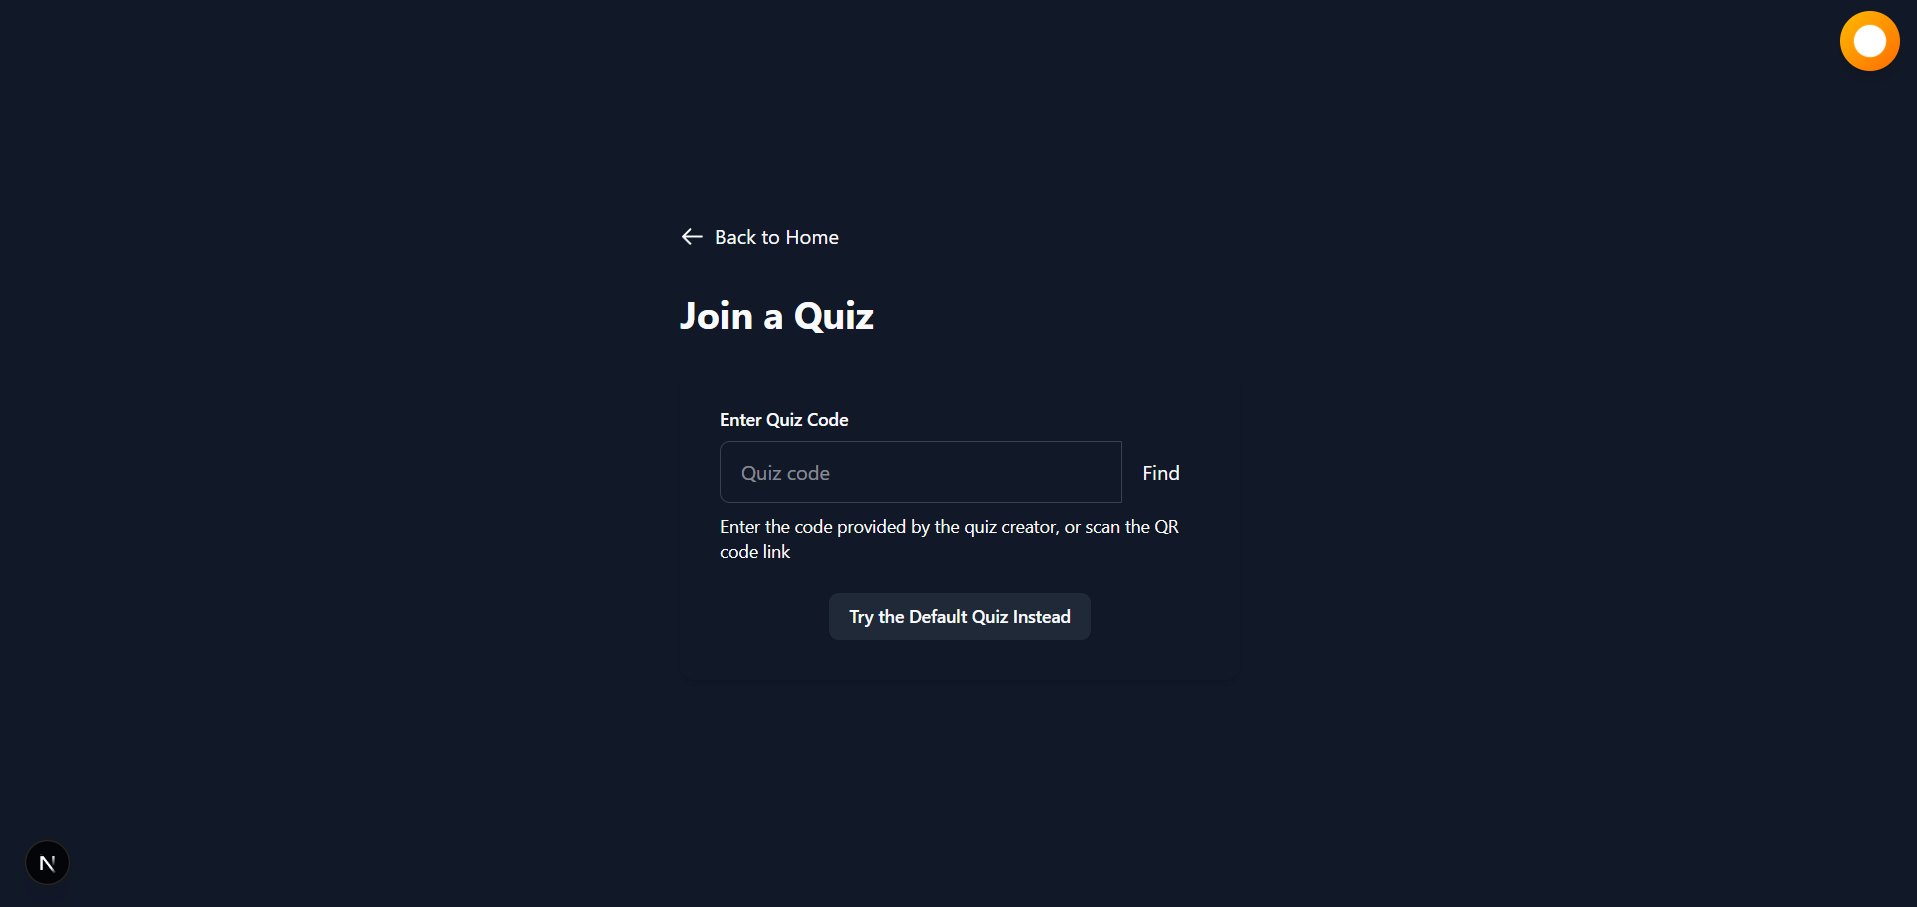 Back to Home
Join a Quiz
Enter Quiz Code
Quiz code
Find
Enter the code provided by the quiz creator, or scan the QR
code link
Try the Default Quiz Instead
N